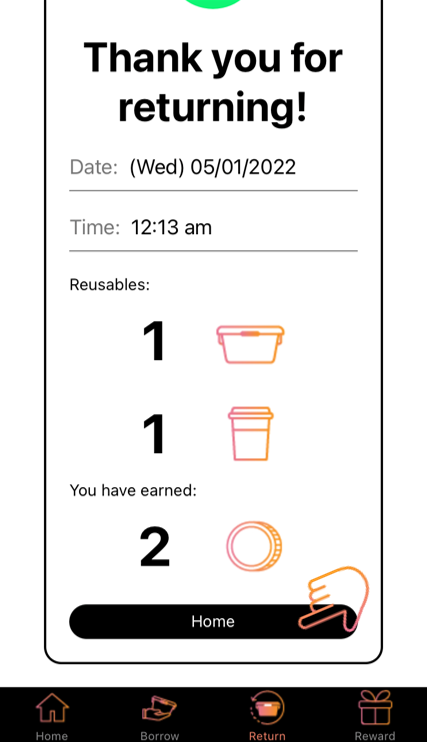 Thank you for
returning!
Date: (Wed) 05/01/2022
Time: 12:13 am
Reusables:
1
1
You have earned:
2
Home
Home Borrow Return Reward